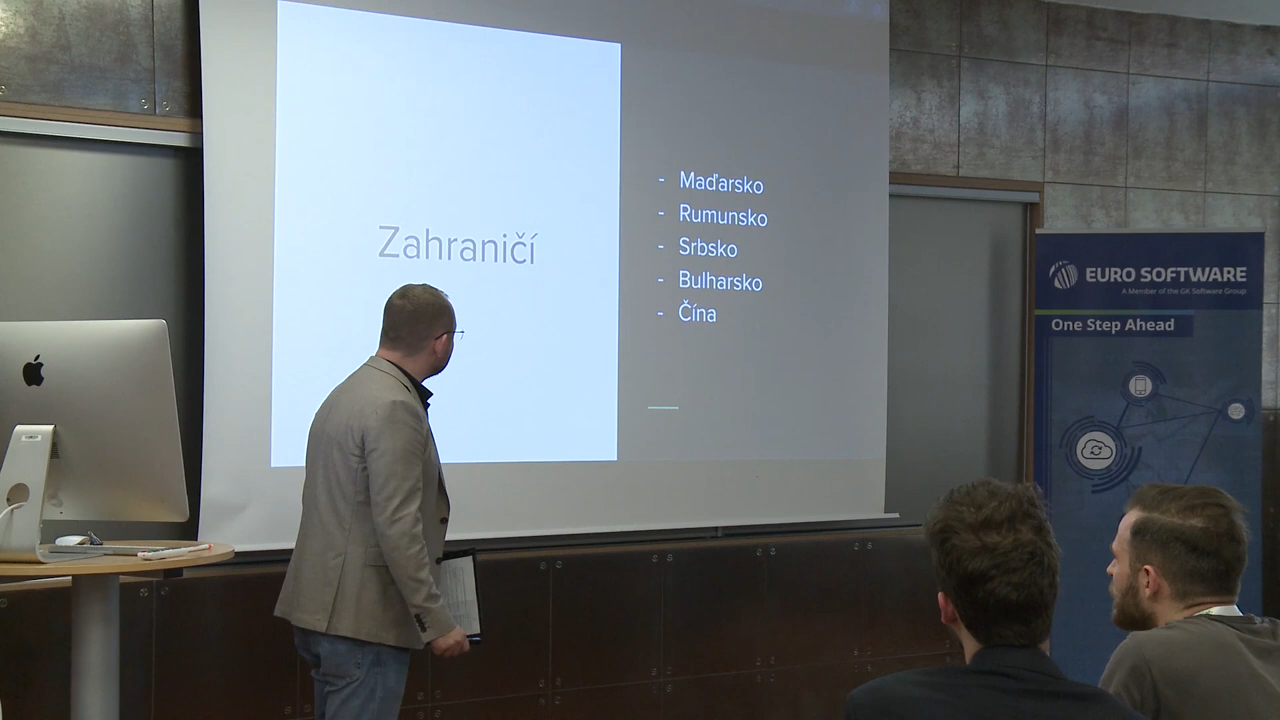 Zahraničí
- Maďarsko
- Rumunsko
- Srbsko
- Bulharsko
- Čína
EURO SOFTWARE
A Member of the GK Software Group
One Step Ahead